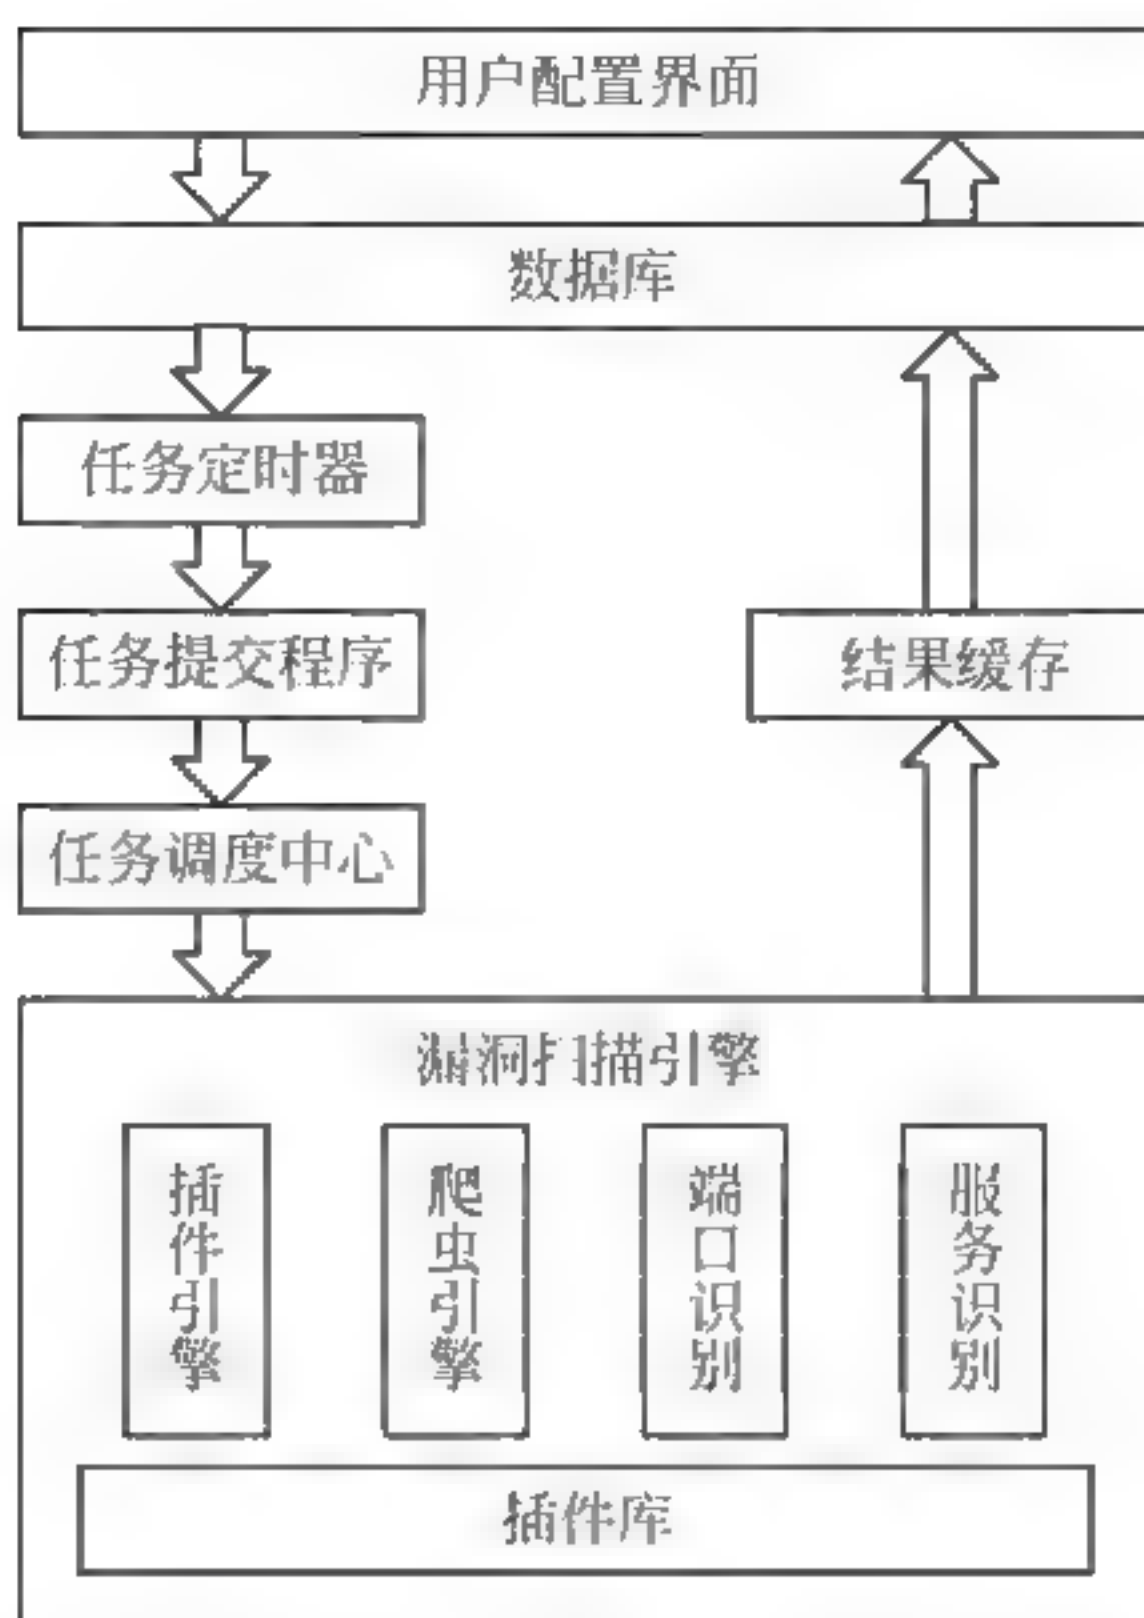 用户配置界面
数据库
任务定时器
任务提交程序
结果缓存
任务调度中心
漏洞扫描引擎
插件引擎
爬虫引擎
端口识别
服务识别
插件库